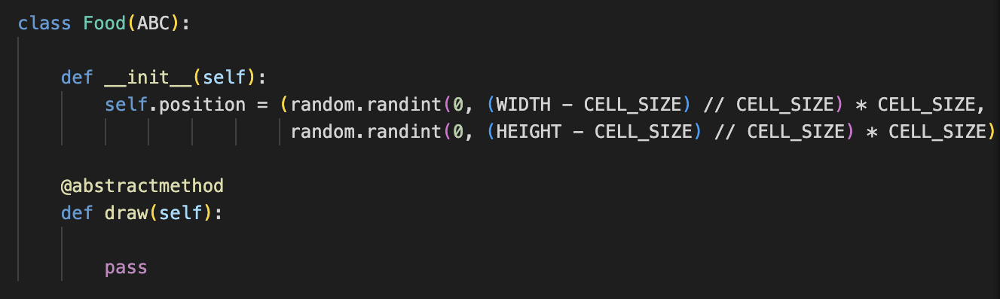 class Food(ABC):
def __init__(self):
self.position = (random.randint(0, (WIDTH - CELL_SIZE) // CELL_SIZE) * CELL_SIZE,
random.randint(0, (HEIGHT - CELL_SIZE) // CELL_SIZE) * CELL_SIZE)
@abstractmethod
def draw(self):
pass